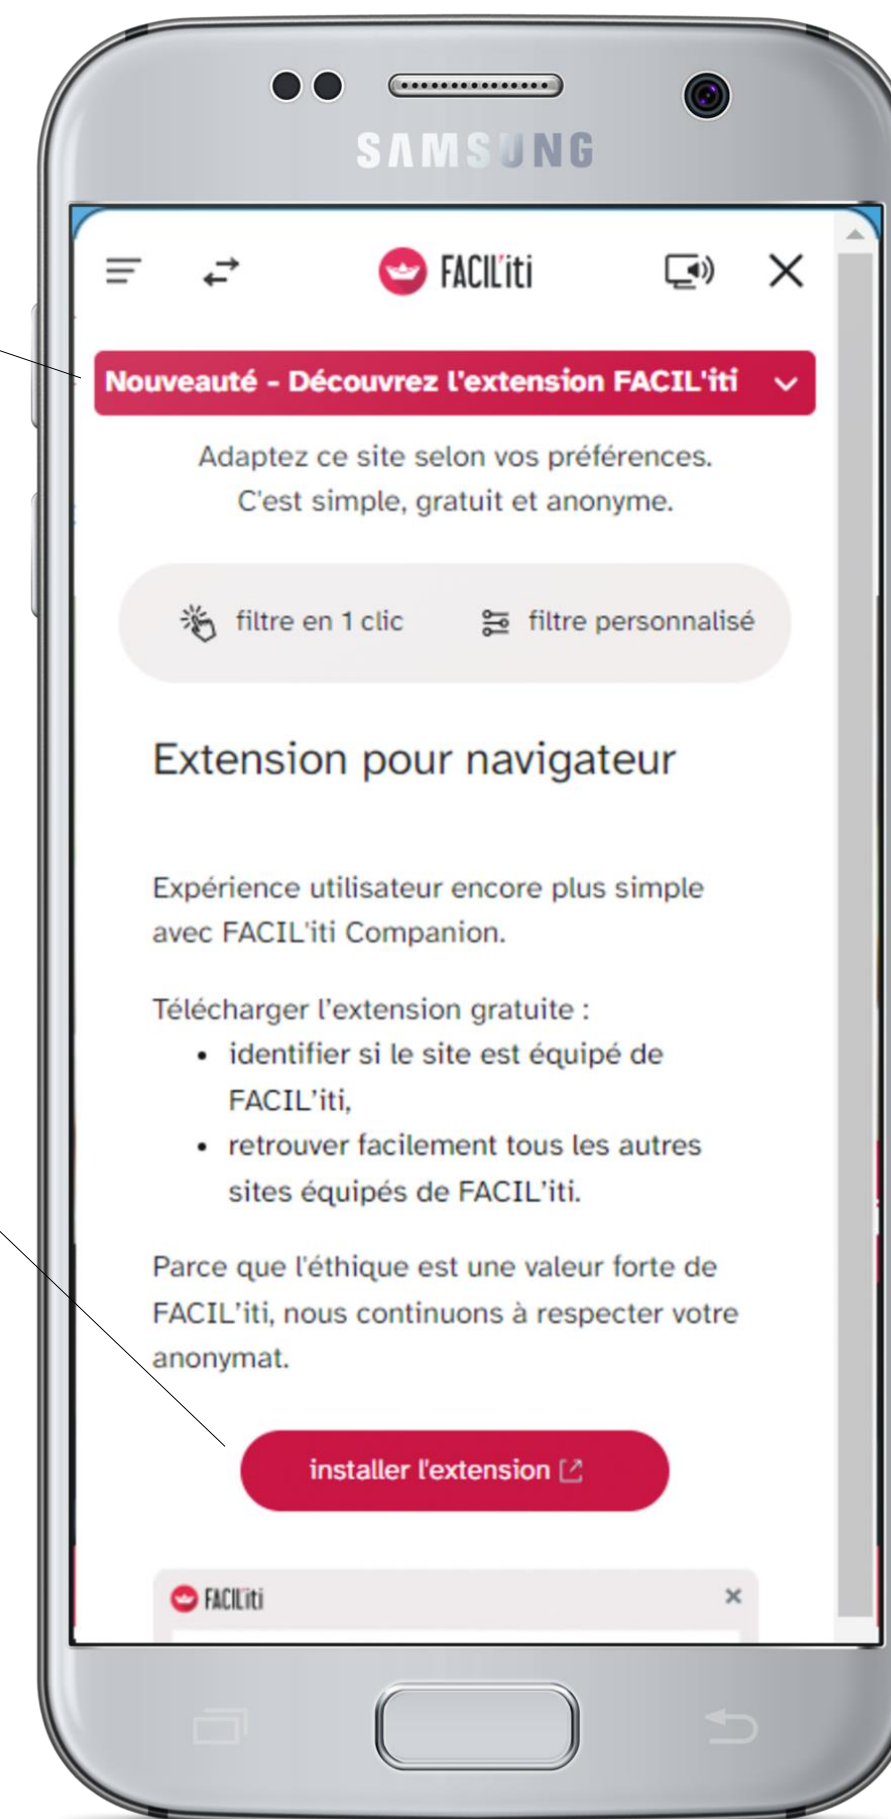 SAMSUNG
FACIL'iti
Nouveauté - Découvrez l'extension FACIL'iti
Adaptez ce site selon vos préférences.
C'est simple, gratuit et anonyme.
filtre en 1 clic filtre personnalisé
Extension pour navigateur
Expérience utilisateur encore plus simple
avec FACIL'iti Companion.
Télécharger l’extension gratuite :
• identifier si le site est équipé de
FACIL’iti,
• retrouver facilement tous les autres
sites équipés de FACIL’iti.
Parce que l'éthique est une valeur forte de
FACIL’iti, nous continuons à respecter votre
anonymat.
installer l'extension
FACIL'iti